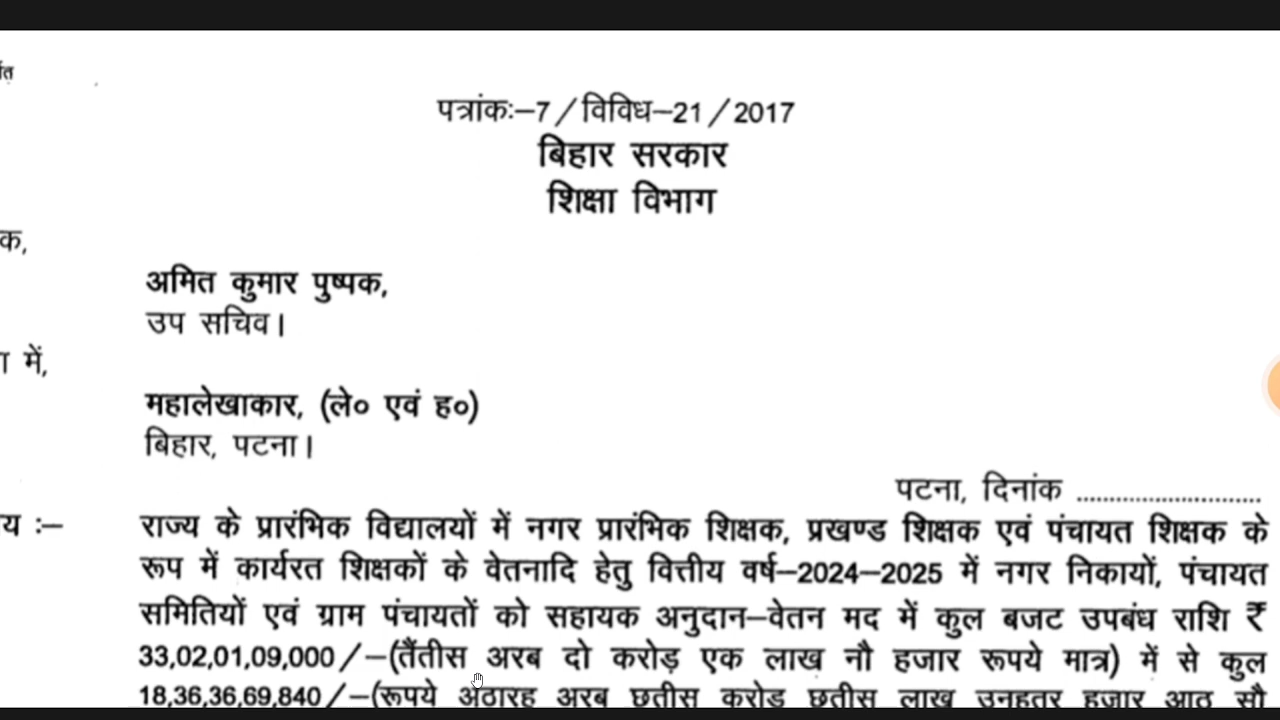 पत्रांकः–7/विविध–21/2017
बिहार सरकार
शिक्षा विभाग
क,
अमित कुमार पुष्पक,
उप सचिव।
में,
महालेखाकार, (ले० एवं ह०)
बिहार, पटना।
पटना, दिनांक ............................
य :–
राज्य के प्रारंभिक विद्यालयों में नगर प्रारंभिक शिक्षक, प्रखण्ड शिक्षक एवं पंचायत शिक्षक के
रूप में कार्यरत शिक्षकों के वेतनादि हेतु वित्तीय वर्ष–2024–2025 में नगर निकायों, पंचायत
समितियों एवं ग्राम पंचायतों को सहायक अनुदान–वेतन मद में कुल बजट उपबंध राशि ₹
33,02,01,09,000/–(तैंतीस अरब दो करोड़ एक लाख नौ हजार रूपये मात्र) में से कुल
18,36,36,69,840/–(रूपये अठारह अरब छतीस करोड़ छतीस लाख उनहतर हजार आठ सौ